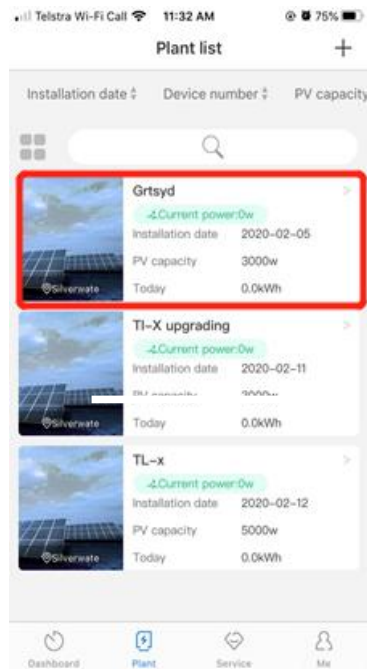 Telstra Wi-Fi Call 11:32 AM 75%
Plant list
Installation date Device number PV capacity
Grtsyd
Current power:0w
Installation date 2020-02-05
PV capacity 3000w
Silverwate Today 0.0kWh
TI-X upgrading
Current power:0w
Installation date 2020-02-11
Silverwate Today 0.0kWh
TL-x
Current power:0w
Installation date 2020-02-12
PV capacity 5000w
Silverwate Today 0.0kWh
Dashboard Plant Service Me